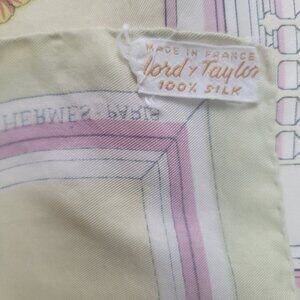 MADE IN FRANCE
Lord & Taylor
100% SILK
HERMES-PARIS